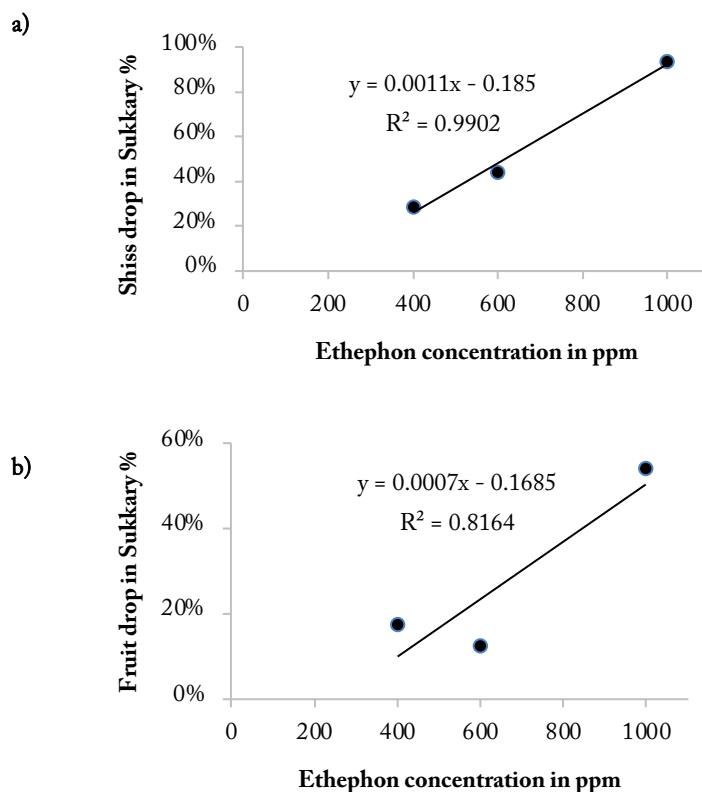 a)
Shiss drop in Sukkary %
100%
80%
60%
40%
20%
0%
y = 0.0011x - 0.185
R² = 0.9902
0 200 400 600 800 1000
Ethephon concentration in ppm
b)
Fruit drop in Sukkary %
60%
40%
20%
0%
y = 0.0007x - 0.1685
R² = 0.8164
0 200 400 600 800 1000
Ethephon concentration in ppm